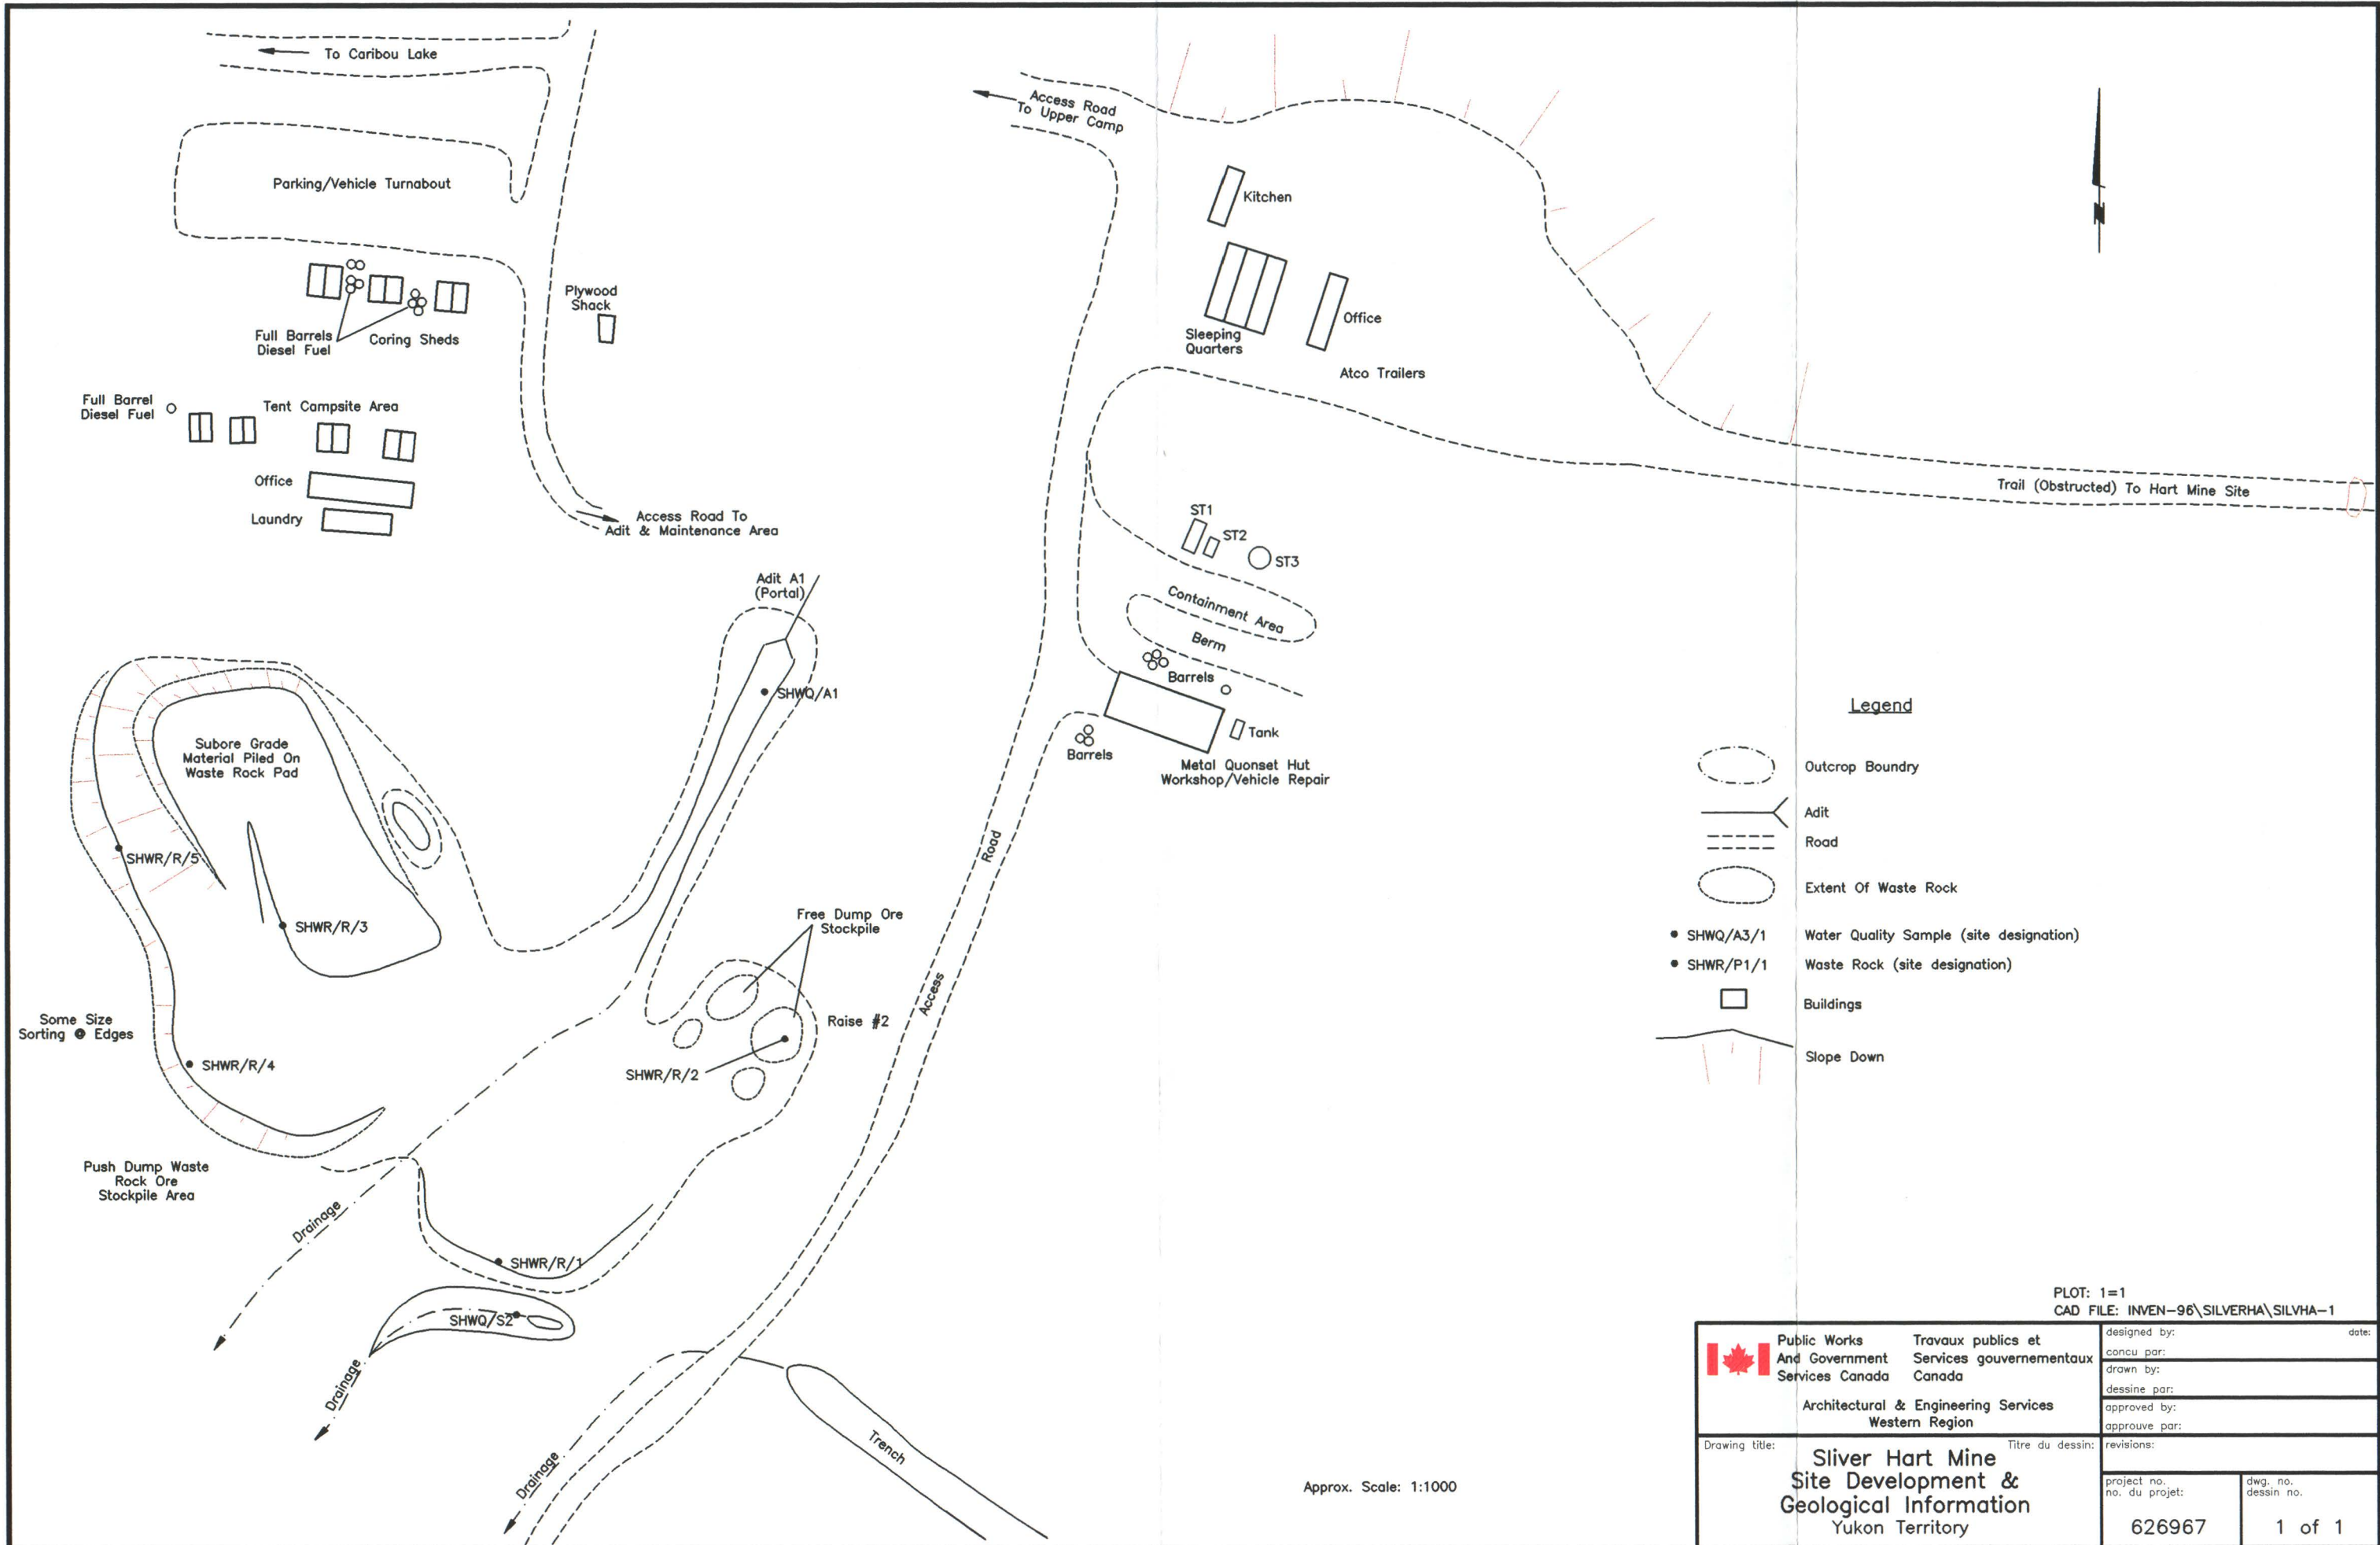 To Caribou Lake
Access Road
To Upper Camp
Parking/Vehicle Turnabout
Kitchen
Plywood
Shack
Full Barrels
Diesel Fuel
Coring Sheds
Sleeping
Quarters
Office
Atco Trailers
Full Barrel
Diesel Fuel
Tent Campsite Area
Office
Laundry
Access Road To
Adit & Maintenance Area
Trail (Obstructed) To Hart Mine Site
ST1
ST2
ST3
Adit A1
(Portal)
Containment Area
Berm
Barrels
SHWQ/A1
Tank
Barrels
Metal Quonset Hut
Workshop/Vehicle Repair
Subore Grade
Material Piled On
Waste Rock Pad
SHWR/R/5
SHWR/R/3
Free Dump Ore
Stockpile
Access Road
Raise #2
SHWR/R/2
Some Size
Sorting @ Edges
SHWR/R/4
Push Dump Waste
Rock Ore
Stockpile Area
Drainage
SHWR/R/1
SHWQ/S2
Drainage
Drainage
Trench
Approx. Scale: 1:1000
N
Legend
Outcrop Boundry
Adit
Road
Extent Of Waste Rock
SHWQ/A3/1 Water Quality Sample (site designation)
SHWR/P1/1 Waste Rock (site designation)
Buildings
Slope Down
PLOT: 1=1
CAD FILE: INVEN-96\SILVERHA\SILVHA-1
Public Works
And Government
Services Canada
Travaux publics et
Services gouvernementaux
Canada
Architectural & Engineering Services
Western Region
designed by: date:
concu par:
drawn by:
dessine par:
approved by:
approuve par:
Drawing title: Titre du dessin:
Sliver Hart Mine
Site Development &
Geological Information
Yukon Territory
revisions:
project no.
no. du projet:
626967
dwg. no.
dessin no.
1 of 1